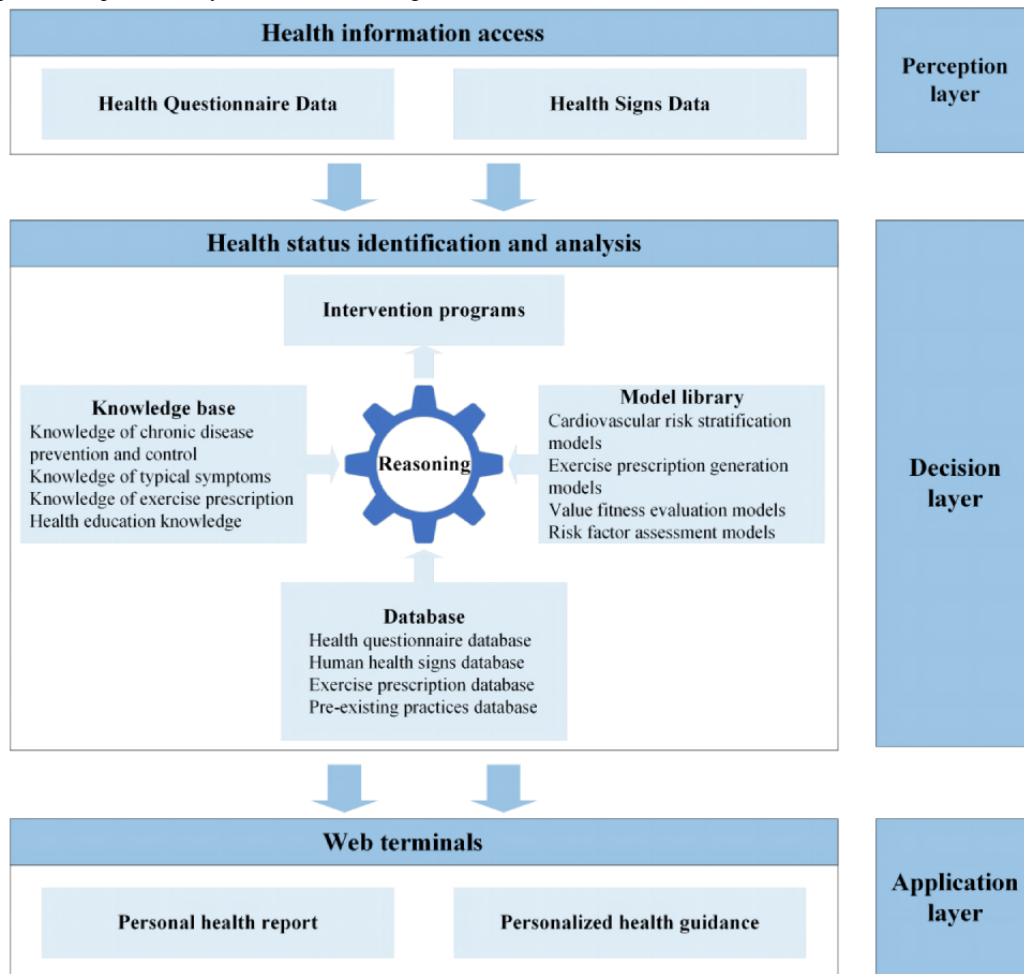 Health information access
Health Questionnaire Data
Health Signs Data
Perception
layer
Health status identification and analysis
Intervention programs
Knowledge base
Knowledge of chronic disease
prevention and control
Knowledge of typical symptoms
Knowledge of exercise prescription
Health education knowledge
Reasoning
Model library
Cardiovascular risk stratification
models
Exercise prescription generation
models
Value fitness evaluation models
Risk factor assessment models
Database
Health questionnaire database
Human health signs database
Exercise prescription database
Pre-existing practices database
Decision
layer
Web terminals
Personal health report
Personalized health guidance
Application
layer